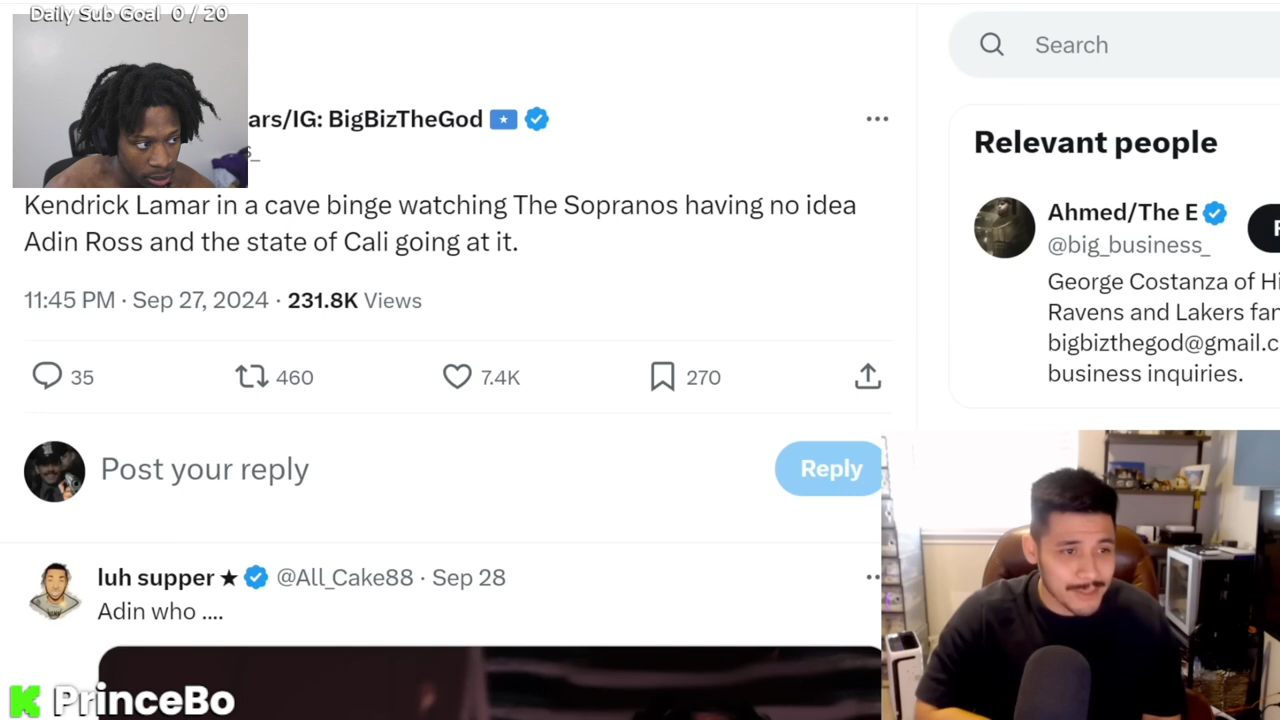 Daily Sub Goal 0 / 20
ars/IG: BigBizTheGod
Kendrick Lamar in a cave binge watching The Sopranos having no idea
Adin Ross and the state of Cali going at it.
11:45 PM · Sep 27, 2024 · 231.8K Views
35 460 7.4K 270
Post your reply
Reply
luh supper ★ @All_Cake88 · Sep 28
Adin who ....
PrinceBo
Search
Relevant people
Ahmed/The E
@big_business_
George Costanza of Hi
Ravens and Lakers fan
bigbizthegod@gmail.c
business inquiries.